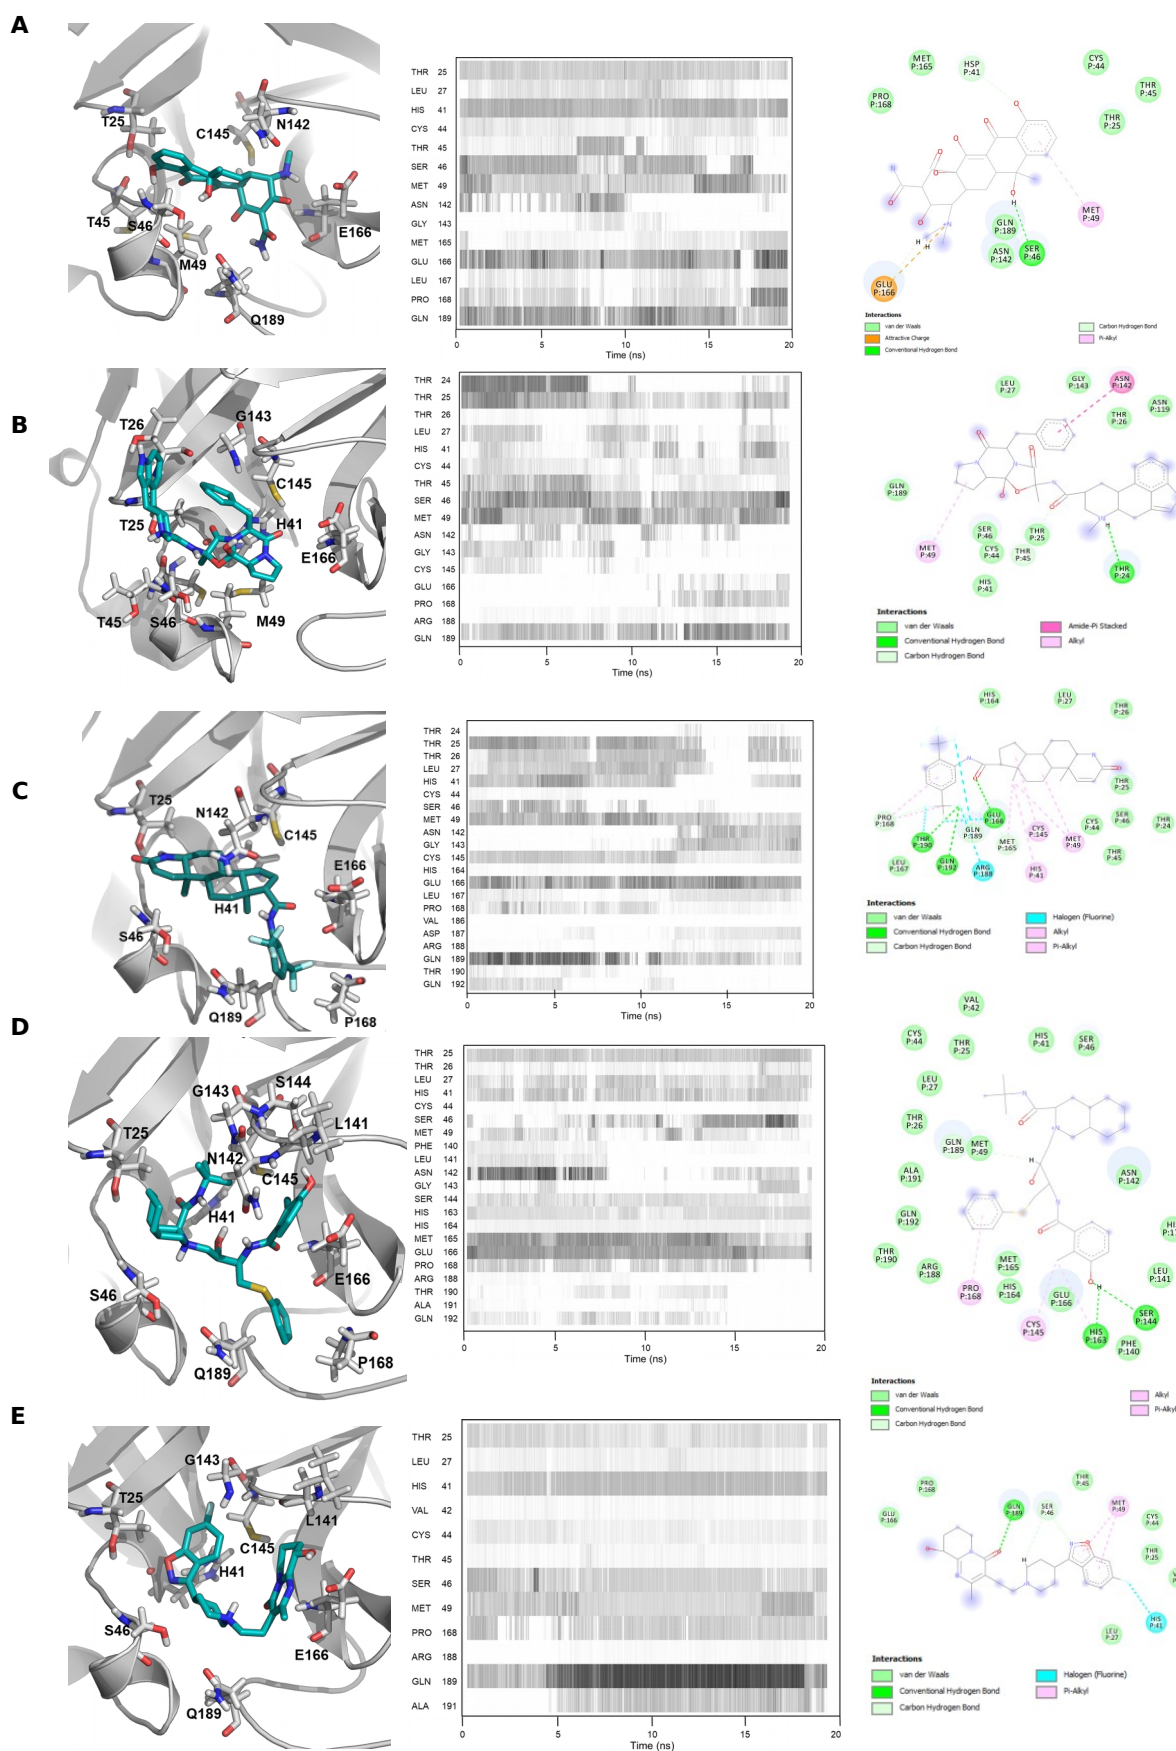 A
T25
C145
N142
T45
S46
M49
E166
Q189
THR 25
LEU 27
HIS 41
CYS 44
THR 45
SER 46
MET 49
ASN 142
GLY 143
MET 165
GLU 166
LEU 167
PRO 168
GLN 189
0 5 10 15 20
Time (ns)
MET P:165
HSP P:41
CYS P:44
PRO P:168
THR P:45
THR P:25
GLN P:189
MET P:49
ASN P:142
SER P:46
GLU P:166
H
H
H
Interactions
van der Waals
Attractive Charge
Conventional Hydrogen Bond
Carbon Hydrogen Bond
Pi-Alkyl
B
T26
G143
C145
T25
H41
E166
T45
S46
M49
THR 24
THR 25
THR 26
LEU 27
HIS 41
CYS 44
THR 45
SER 46
MET 49
ASN 142
GLY 143
CYS 145
GLU 166
PRO 168
ARG 188
GLN 189
0 5 10 15 20
Time (ns)
LEU P:27
GLY P:143
ASN P:142
THR P:26
ASN P:119
GLN P:189
SER P:46
THR P:25
MET P:49
CYS P:44
THR P:45
THR P:24
HIS P:41
Interactions
van der Waals
Conventional Hydrogen Bond
Carbon Hydrogen Bond
Amide-Pi Stacked
Alkyl
C
T25
N142
C145
E166
H41
S46
Q189
P168
THR 24
THR 25
THR 26
LEU 27
HIS 41
CYS 44
SER 46
MET 49
ASN 142
GLY 143
CYS 145
HIS 164
GLU 166
LEU 167
PRO 168
VAL 186
ASP 187
ARG 188
GLN 189
THR 190
GLN 192
0 5 10 15 20
Time (ns)
HIS P:164
LEU P:27
THR P:26
THR P:25
PRO P:168
GLU P:166
SER P:46
THR P:24
THR P:190
GLN P:189
CYS P:145
CYS P:44
MET P:165
MET P:49
THR P:45
LEU P:167
GLN P:192
ARG P:188
HIS P:41
Interactions
van der Waals
Conventional Hydrogen Bond
Carbon Hydrogen Bond
Halogen (Fluorine)
Alkyl
Pi-Alkyl
D
G143
S144
L141
T25
N142
C145
H41
E166
S46
Q189
P168
THR 25
THR 26
LEU 27
HIS 41
CYS 44
SER 46
MET 49
PHE 140
LEU 141
ASN 142
GLY 143
SER 144
HIS 163
HIS 164
MET 165
GLU 166
PRO 168
ARG 188
THR 190
ALA 191
GLN 192
0 5 10 15 20
Time (ns)
VAL P:42
CYS P:44
THR P:25
HIS P:41
SER P:46
LEU P:27
THR P:26
GLN P:189
MET P:49
ALA P:191
ASN P:142
GLN P:192
THR P:190
ARG P:188
MET P:165
LEU P:141
PRO P:168
HIS P:164
GLU P:166
CYS P:145
HIS P:163
SER P:144
PHE P:140
Interactions
van der Waals
Conventional Hydrogen Bond
Carbon Hydrogen Bond
Alkyl
Pi-Alkyl
E
G143
T25
L141
C145
H41
S46
E166
Q189
THR 25
LEU 27
HIS 41
VAL 42
CYS 44
THR 45
SER 46
MET 49
PRO 168
ARG 188
GLN 189
ALA 191
0 5 10 15 20
Time (ns)
PRO P:168
THR P:45
GLU P:166
GLN P:189
SER P:46
MET P:49
CYS P:44
THR P:25
HIS P:41
LEU P:27
Interactions
van der Waals
Conventional Hydrogen Bond
Carbon Hydrogen Bond
Halogen (Fluorine)
Pi-Alkyl